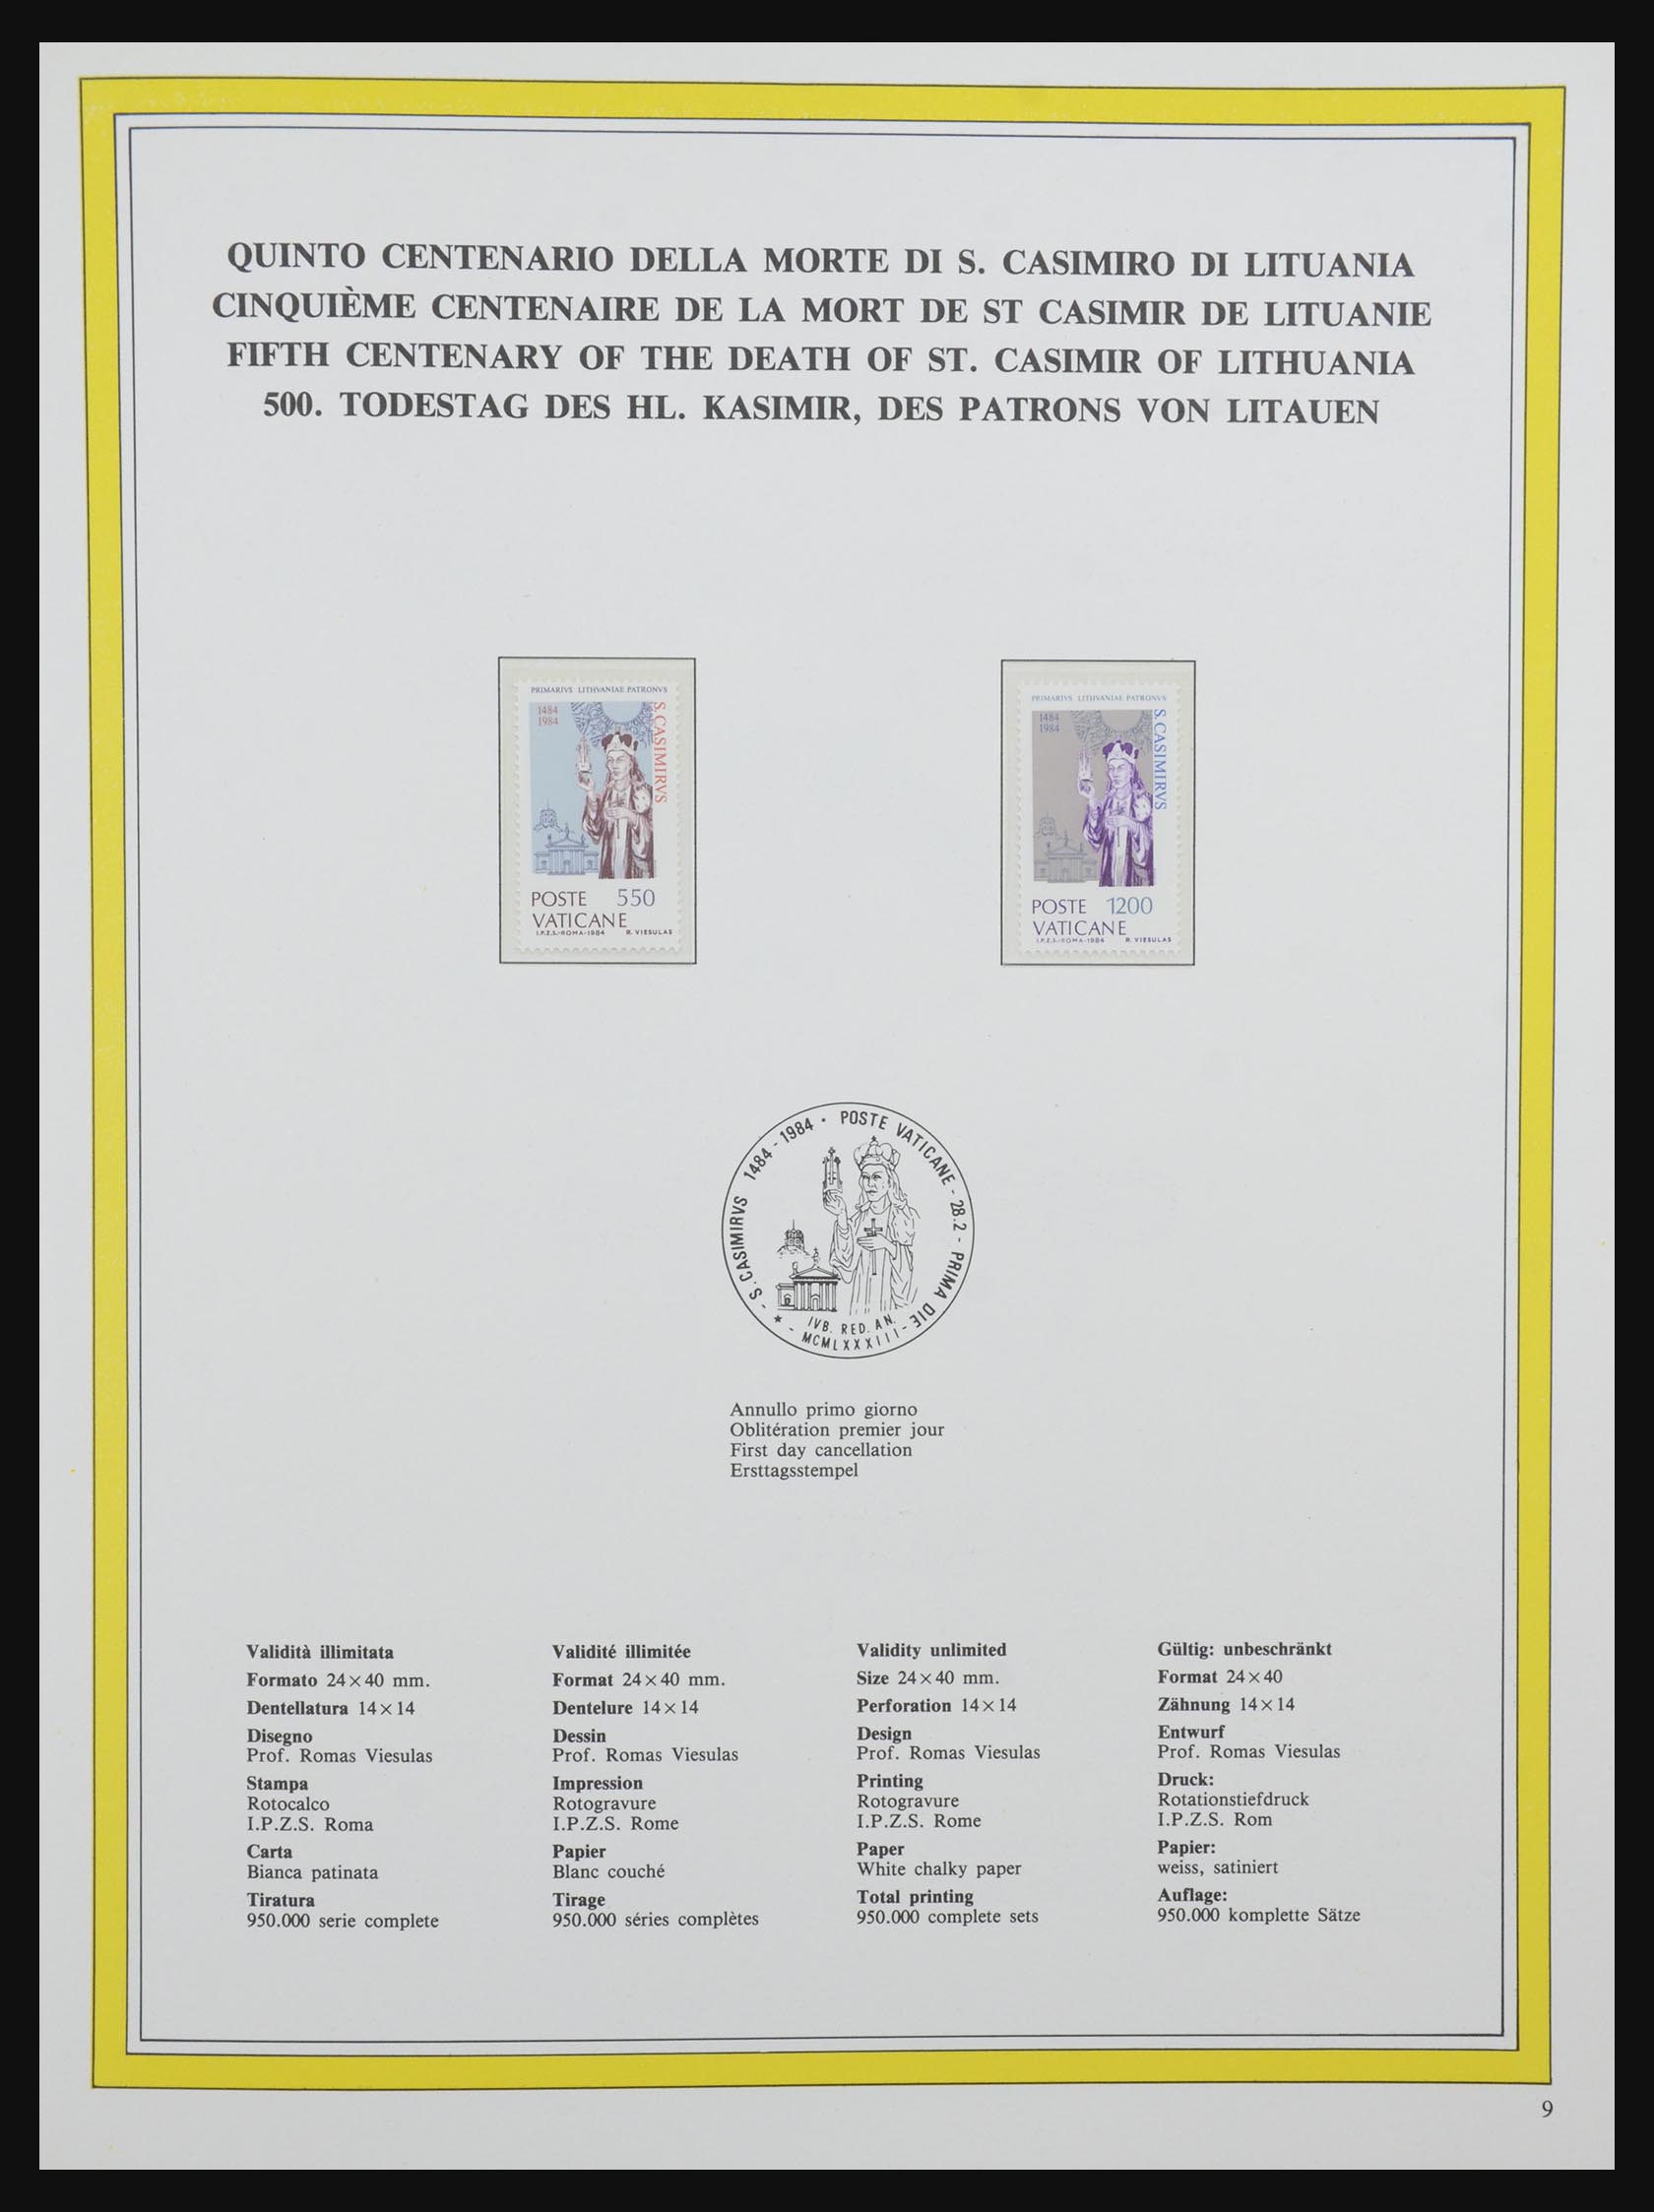 QUINTO CENTENARIO DELLA MORTE DI S. CASIMIRO DI LITUANIA
CINQUIÈME CENTENAIRE DE LA MORT DE ST CASIMIR DE LITUANIE
FIFTH CENTENARY OF THE DEATH OF ST. CASIMIR OF LITHUANIA
500. TODESTAG DES HL. KASIMIR, DES PATRONS VON LITAUEN
PRIMARIVS LITHVANIAE PATRONVS
1484
1984
S. CASIMIRVS
POSTE 550
VATICANE
I.P.Z.S.-ROMA-1984 R. VIESULAS
PRIMARIVS LITHVANIAE PATRONVS
1484
1984
S. CASIMIRVS
POSTE 1200
VATICANE
I.P.Z.S.-ROMA-1984 R. VIESULAS
- S. CASIMIRVS 1484 - 1984 · POSTE VATICANE - 28.2 - PRIMA DIE -
IVB. RED. AN.
MCMLXXXIII
Annullo primo giorno
Oblitération premier jour
First day cancellation
Ersttagsstempel
Validità illimitata
Formato 24×40 mm.
Dentellatura 14×14
Disegno
Prof. Romas Viesulas
Stampa
Rotocalco
I.P.Z.S. Roma
Carta
Bianca patinata
Tiratura
950.000 serie complete
Validité illimitée
Format 24×40 mm.
Dentelure 14×14
Dessin
Prof. Romas Viesulas
Impression
Rotogravure
I.P.Z.S. Rome
Papier
Blanc couché
Tirage
950.000 séries complètes
Validity unlimited
Size 24×40 mm.
Perforation 14×14
Design
Prof. Romas Viesulas
Printing
Rotogravure
I.P.Z.S. Rome
Paper
White chalky paper
Total printing
950.000 complete sets
Gültig: unbeschränkt
Format 24×40
Zähnung 14×14
Entwurf
Prof. Romas Viesulas
Druck:
Rotationstiefdruck
I.P.Z.S. Rom
Papier:
weiss, satiniert
Auflage:
950.000 komplette Sätze
9